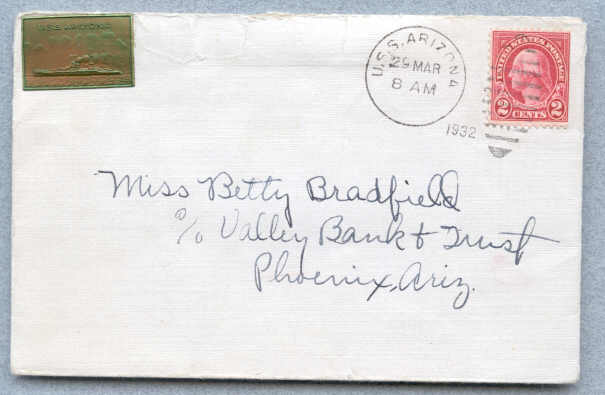 U.S.S. ARIZONA
U.S.S. ARIZONA
29 MAR
8 AM
1932
UNITED STATES POSTAGE
2 CENTS 2
Miss Betty Bradfield
c/o Valley Bank & Trust
Phoenix, Ariz.